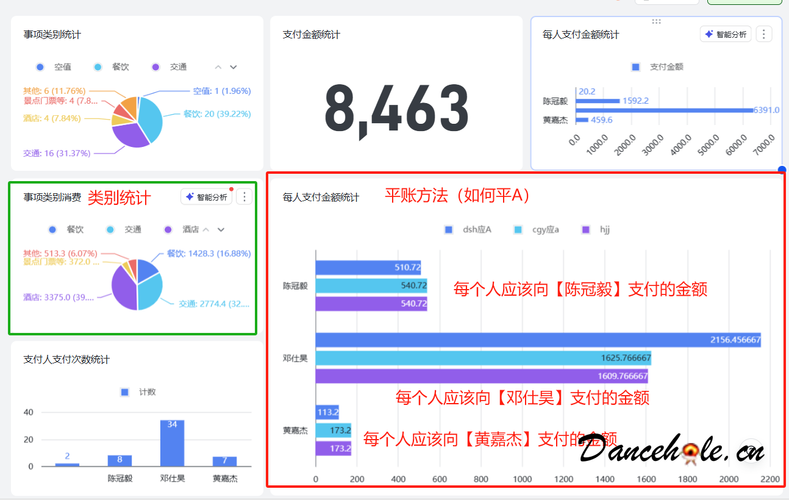 事项类别统计
空值 餐饮 交通
其他: 6 (11.76%)
景点门票等: 4 (7.8...
酒店: 4 (7.84%)
交通: 16 (31.37%)
空值: 1 (1.96%)
餐饮: 20 (39.22%)
支付金额统计
8,463
每人支付金额统计
智能分析
支付金额
20.2
陈冠毅 1592.2
6391.0
黄嘉杰 459.6
0.0 1000.0 2000.0 3000.0 4000.0 5000.0 6000.0 7000.0
事项类别消费
类别统计
智能分析
餐饮 交通 酒店
其他: 513.3 (6.07%)
景点门票等: 372.0 ...
酒店: 3375.0 (39....
餐饮: 1428.3 (16.88%)
交通: 2774.4 (32....
每人支付金额统计
平账方法（如何平A）
dsh应A cgy应a hjj
陈冠毅
510.72
540.72
540.72
每个人应该向【陈冠毅】支付的金额
邓仕昊
2156.456667
1625.766667
1609.766667
每个人应该向【邓仕昊】支付的金额
黄嘉杰
113.2
173.2
173.2
每个人应该向【黄嘉杰】支付的金额
0 200 400 600 800 1000 1200 1400 1600 1800 2000 2200
支付人支付次数统计
计数
40
20
0
2
8
34
7
陈冠毅 邓仕昊 黄嘉杰
Dancehole.cn